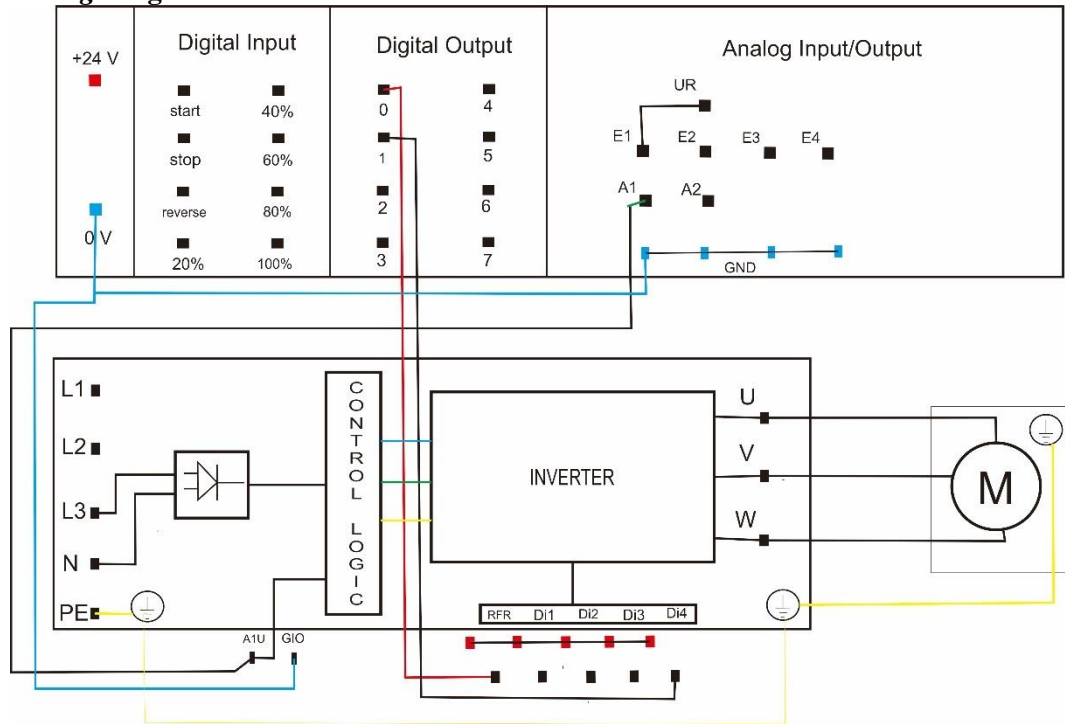 +24 V
0 V
Digital Input
start 40%
stop 60%
reverse 80%
20% 100%
Digital Output
0 4
1 5
2 6
3 7
Analog Input/Output
UR
E1 E2 E3 E4
A1 A2
GND
L1
L2
L3
N
PE
CONTROL LOGIC
INVERTER
U
V
W
M
RFR Di1 Di2 Di3 Di4
A1U GIO